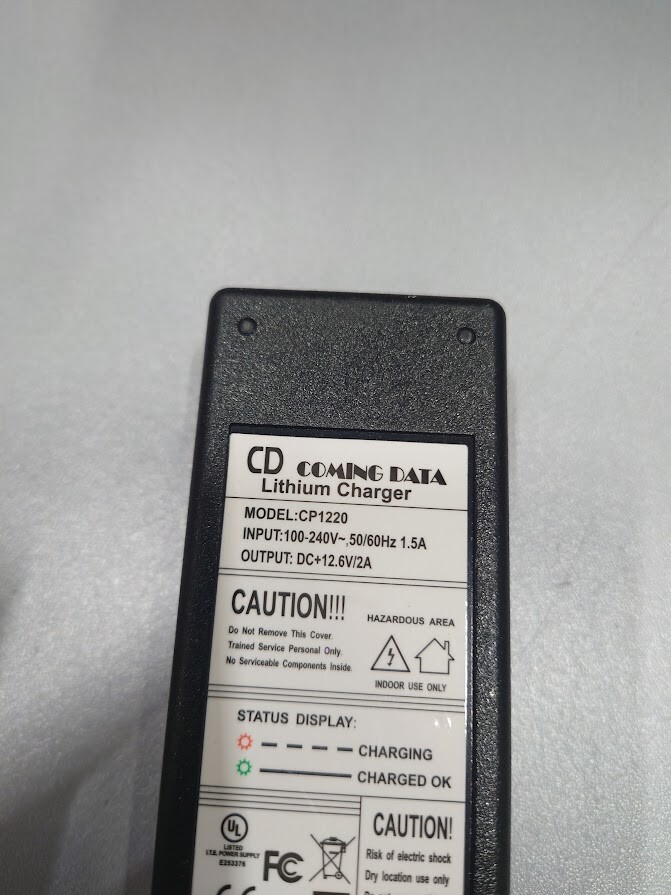 CD COMING DATA
Lithium Charger
MODEL:CP1220
INPUT:100-240V~,50/60Hz 1.5A
OUTPUT: DC+12.6V/2A
CAUTION!!!
Do Not Remove This Cover.
Trained Service Personal Only.
No Serviceable Components Inside.
HAZARDOUS AREA
INDOOR USE ONLY
STATUS DISPLAY:
CHARGING
CHARGED OK
UL
LISTED
I.T.E. POWER SUPPLY
E253376
FC
CE
CAUTION!
Risk of electric shock
Dry location use only